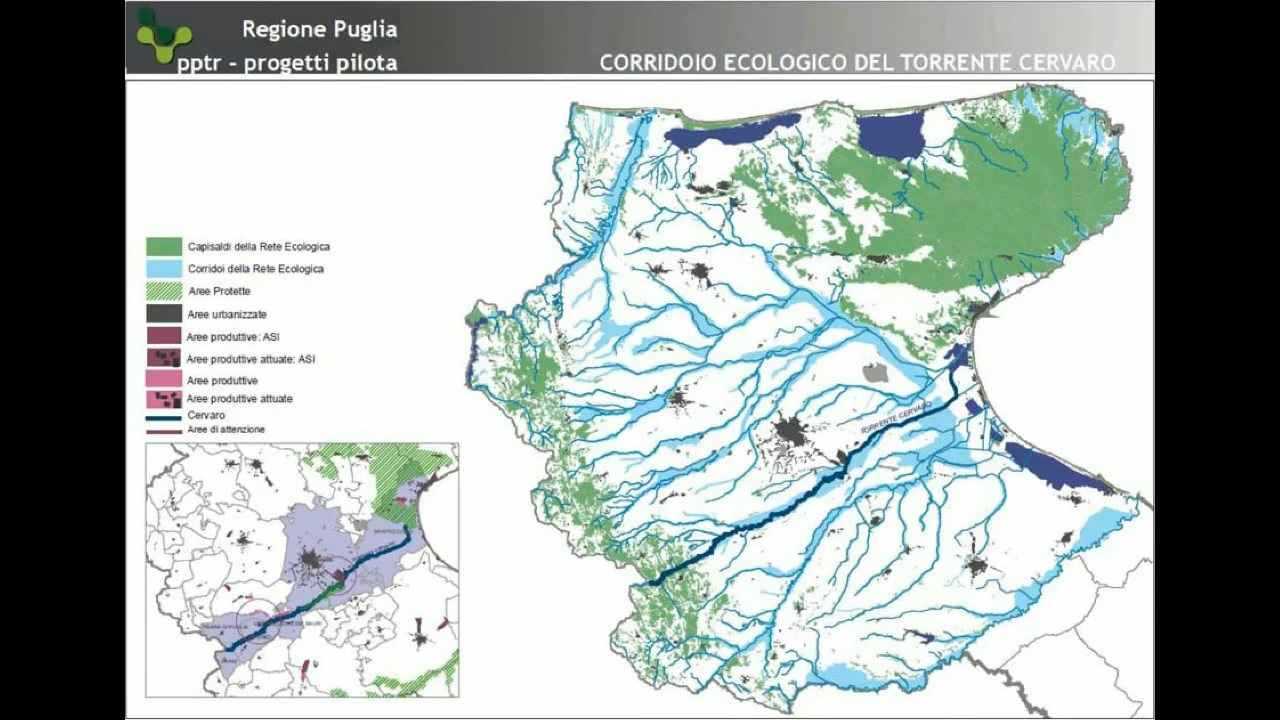 Regione Puglia
pptr - progetti pilota
CORRIDOIO ECOLOGICO DEL TORRENTE CERVARO
Capisaldi della Rete Ecologica
Corridoi della Rete Ecologica
Aree Protette
Aree urbanizzate
Aree produttive: ASI
Aree produttive attuate: ASI
Aree produttive
Aree produttive attuate
Cervaro
Aree di attenzione
TORRENTE CERVARO